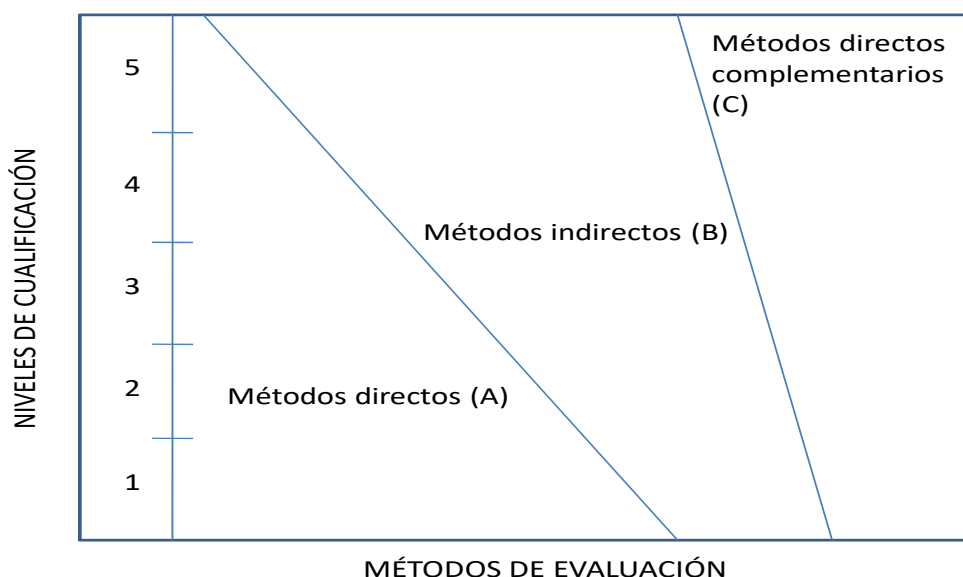 Métodos directos
complementarios
(C)
5
4
Métodos indirectos (B)
3
2
Métodos directos (A)
1
NIVELES DE CUALIFICACIÓN
MÉTODOS DE EVALUACIÓN